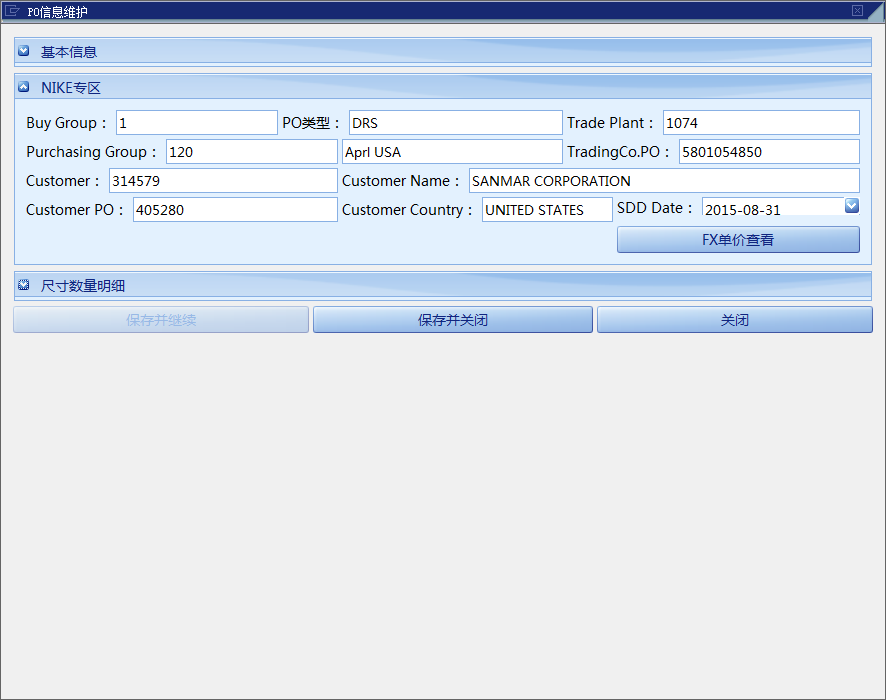 PO信息维护
基本信息
NIKE专区
Buy Group： 1 PO类型： DRS Trade Plant： 1074
Purchasing Group： 120 Aprl USA TradingCo.PO： 5801054850
Customer： 314579 Customer Name： SANMAR CORPORATION
Customer PO： 405280 Customer Country： UNITED STATES SDD Date： 2015-08-31
FX单价查看
尺寸数量明细
保存并继续 保存并关闭 关闭